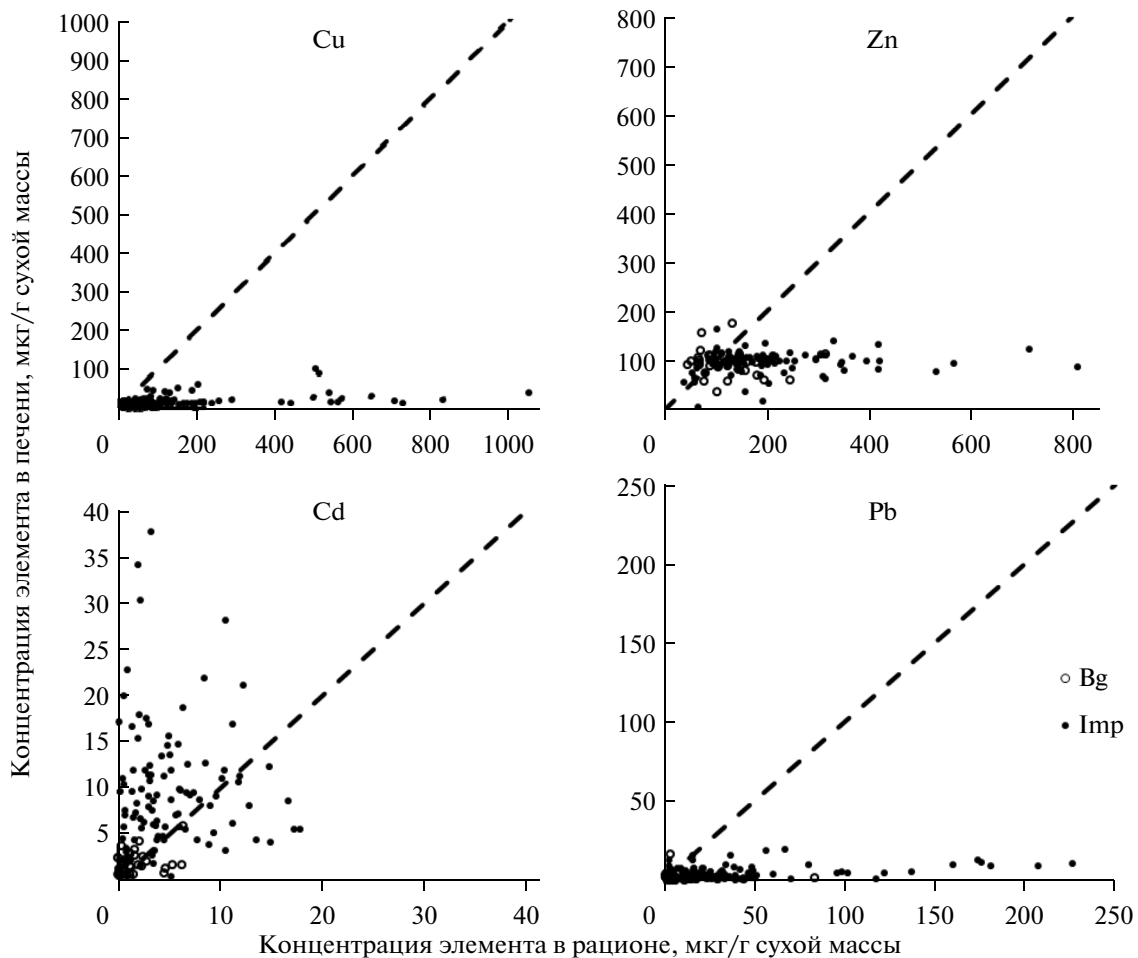 Концентрация элемента в печени, мкг/г сухой массы
Cu
1000
900
800
700
600
500
400
300
200
100
0 200 400 600 800 1000
Zn
800
700
600
500
400
300
200
100
0 200 400 600 800
Cd
40
35
30
25
20
15
10
5
0 10 20 30 40
Pb
250
200
150
100
50
0 50 100 150 200 250
Bg
Imp
Концентрация элемента в рационе, мкг/г сухой массы